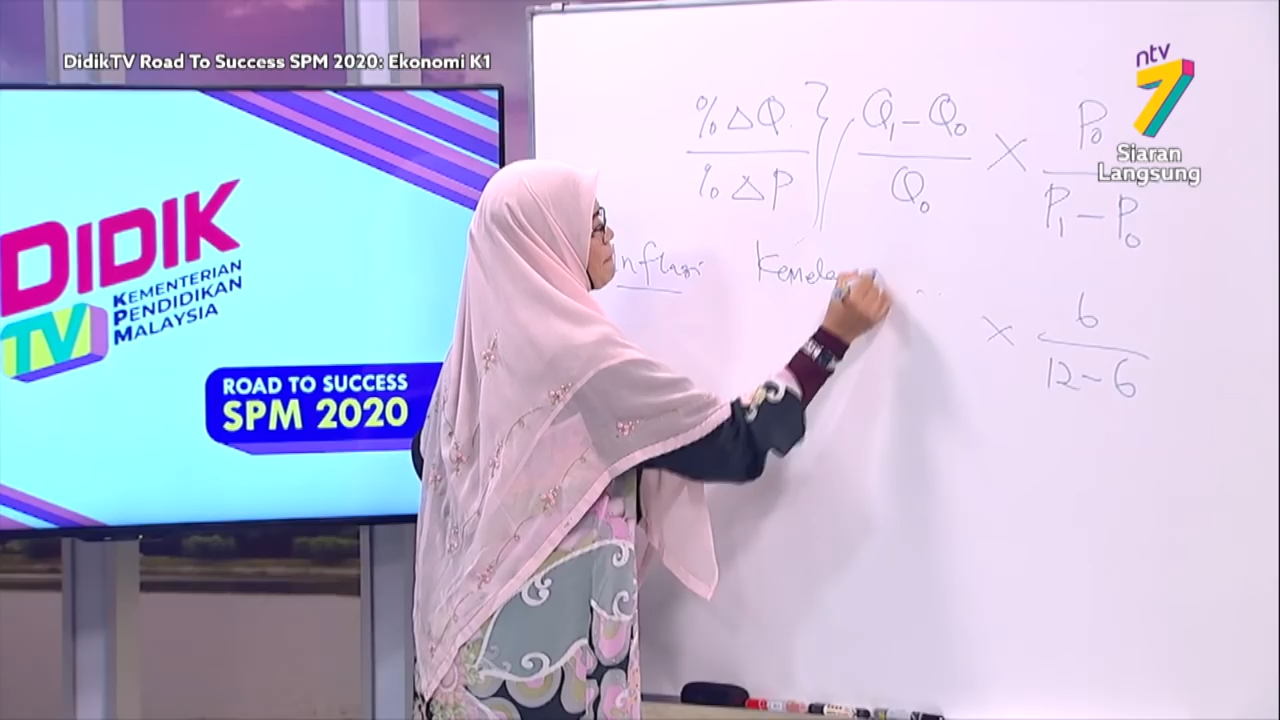 DidikTV Road To Success SPM 2020: Ekonomi K1
ntv
7
Siaran
Langsung
DIDIK
TV
KEMENTERIAN
PENDIDIKAN
MALAYSIA
ROAD TO SUCCESS
SPM 2020
%ΔQ
%ΔP
Q₁ - Q₀
Q₀
×
P₀
P₁ - P₀
× 6
12 - 6